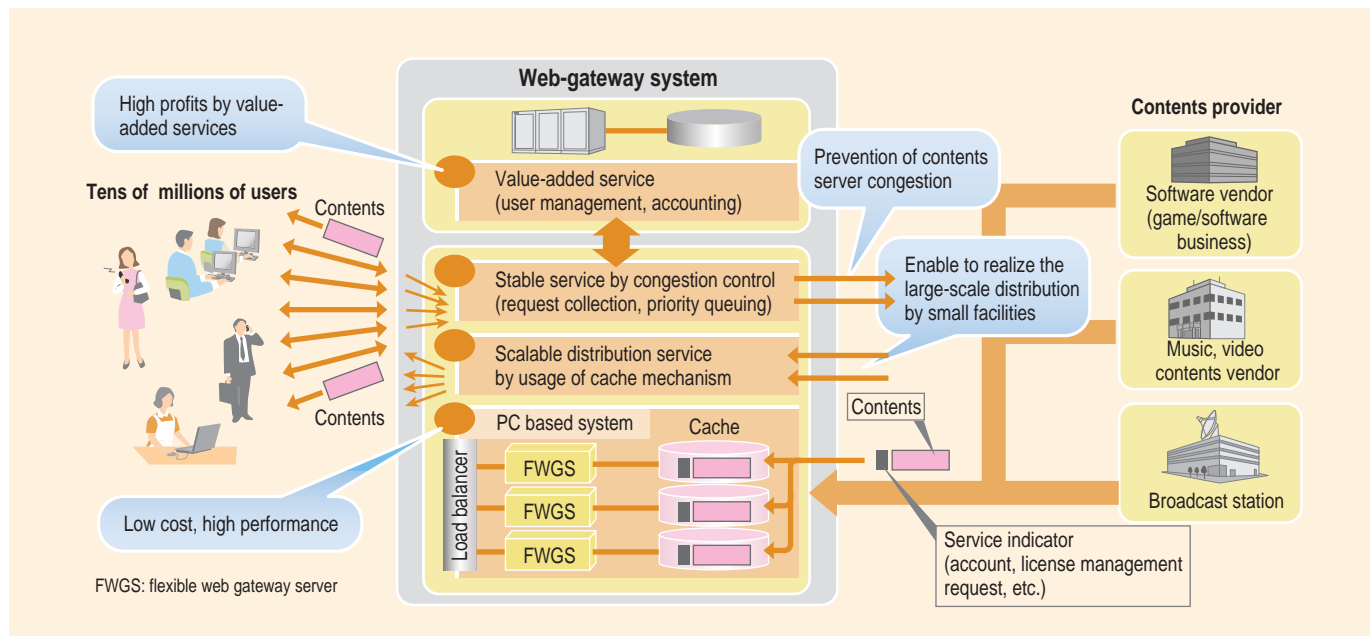 Web-gateway system
High profits by value-
added services
Contents provider
Prevention of contents
server congestion
Value-added service
(user management, accounting)
Tens of millions of users
Contents
Software vendor
(game/software
business)
Stable service by congestion control
(request collection, priority queuing)
Enable to realize the
large-scale distribution
by small facilities
Scalable distribution service
by usage of cache mechanism
Music, video
contents vendor
Contents
Contents
PC based system
Cache
Load balancer
FWGS
FWGS
FWGS
Low cost, high performance
Broadcast station
Service indicator
(account, license management
request, etc.)
FWGS: flexible web gateway server